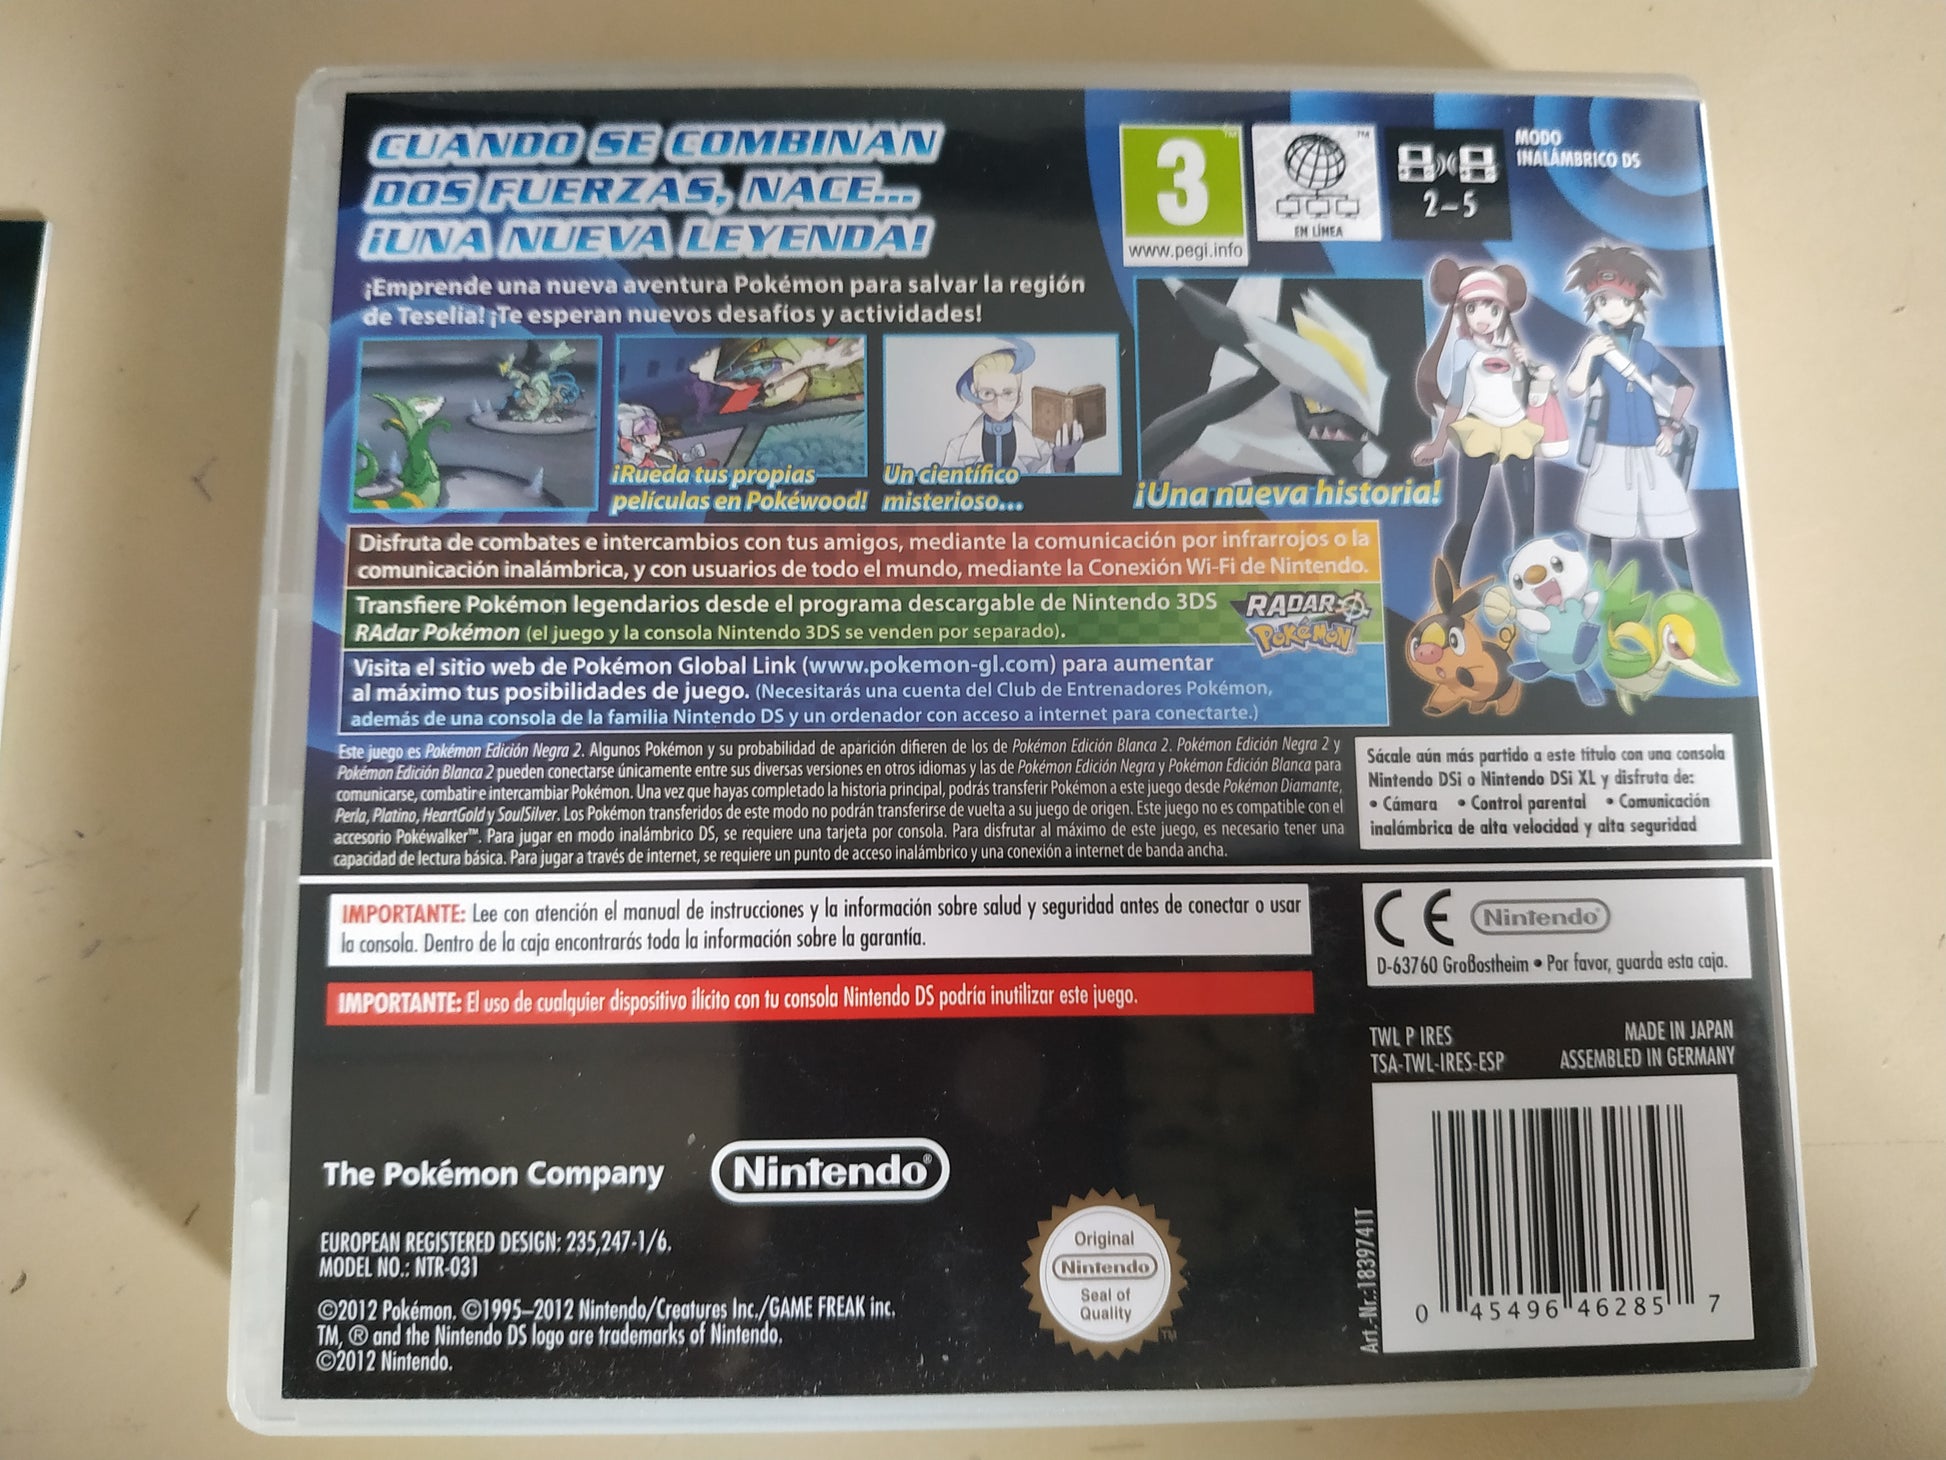 CUANDO SE COMBINAN
DOS FUERZAS, NACE...
¡UNA NUEVA LEYENDA!
¡Emprende una nueva aventura Pokémon para salvar la región
de Teselia! ¡Te esperan nuevos desafíos y actividades!
3
www.pegi.info
EN LÍNEA
2–5
MODO
INALÁMBRICO DS
¡Rueda tus propias
películas en Pokéwood!
Un científico
misterioso...
¡Una nueva historia!
Disfruta de combates e intercambios con tus amigos, mediante la comunicación por infrarrojos o la
comunicación inalámbrica, y con usuarios de todo el mundo, mediante la Conexión Wi-Fi de Nintendo.
Transfiere Pokémon legendarios desde el programa descargable de Nintendo 3DS
RAdar Pokémon (el juego y la consola Nintendo 3DS se venden por separado).
RADAR
POKéMON
Visita el sitio web de Pokémon Global Link (www.pokemon-gl.com) para aumentar
al máximo tus posibilidades de juego. (Necesitarás una cuenta del Club de Entrenadores Pokémon,
además de una consola de la familia Nintendo DS y un ordenador con acceso a internet para conectarte.)
Este juego es Pokémon Edición Negra 2. Algunos Pokémon y su probabilidad de aparición difieren de los de Pokémon Edición Blanca 2. Pokémon Edición Negra 2 y
Pokémon Edición Blanca 2 pueden conectarse únicamente entre sus diversas versiones en otros idiomas y las de Pokémon Edición Negra y Pokémon Edición Blanca para
comunicarse, combatir e intercambiar Pokémon. Una vez que hayas completado la historia principal, podrás transferir Pokémon a este juego desde Pokémon Diamante,
Perla, Platino, HeartGold y SoulSilver. Los Pokémon transferidos de este modo no podrán transferirse de vuelta a su juego de origen. Este juego no es compatible con el
accesorio Pokéwalker™. Para jugar en modo inalámbrico DS, se requiere una tarjeta por consola. Para disfrutar al máximo de este juego, es necesario tener una
capacidad de lectura básica. Para jugar a través de internet, se requiere un punto de acceso inalámbrico y una conexión a internet de banda ancha.
Sácale aún más partido a este título con una consola
Nintendo DSi o Nintendo DSi XL y disfruta de:
• Cámara • Control parental • Comunicación
inalámbrica de alta velocidad y alta seguridad
IMPORTANTE: Lee con atención el manual de instrucciones y la información sobre salud y seguridad antes de conectar o usar
la consola. Dentro de la caja encontrarás toda la información sobre la garantía.
IMPORTANTE: El uso de cualquier dispositivo ilícito con tu consola Nintendo DS podría inutilizar este juego.
CE Nintendo®
D-63760 Großostheim • Por favor, guarda esta caja.
TWL P IRES
TSA-TWL-IRES-ESP
MADE IN JAPAN
ASSEMBLED IN GERMANY
The Pokémon Company
Nintendo®
EUROPEAN REGISTERED DESIGN: 235,247-1/6.
MODEL NO.: NTR-031
©2012 Pokémon. ©1995–2012 Nintendo/Creatures Inc./GAME FREAK inc.
TM, ® and the Nintendo DS logo are trademarks of Nintendo.
©2012 Nintendo.
Original
Nintendo
Seal of
Quality
TM
Art.-Nr.:1839741T
0 45496 46285 7